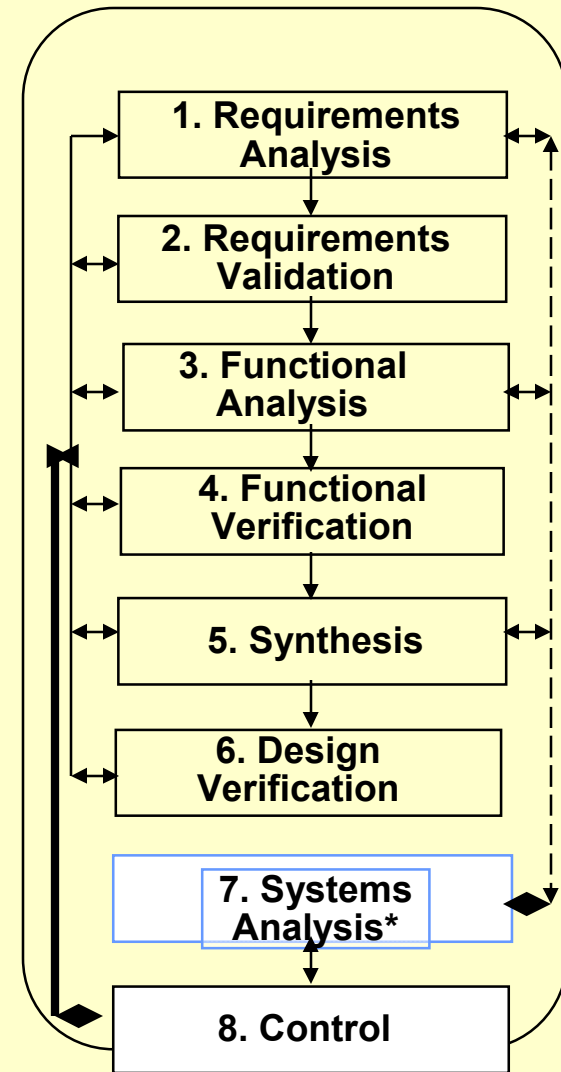 1. Requirements
Analysis
2. Requirements
Validation
3. Functional
Analysis
4. Functional
Verification
5. Synthesis
6. Design
Verification
7. Systems
Analysis*
8. Control